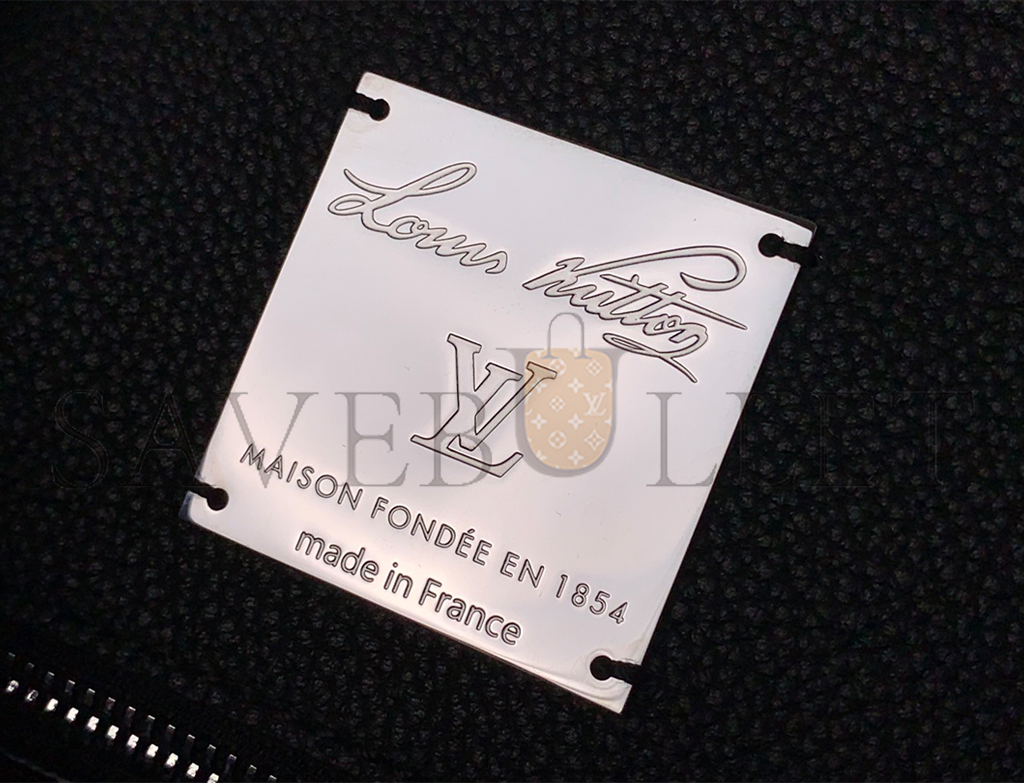 Louis Vuitton
LV
MAISON FONDÉE EN 1854
made in France
SAVEBULLET